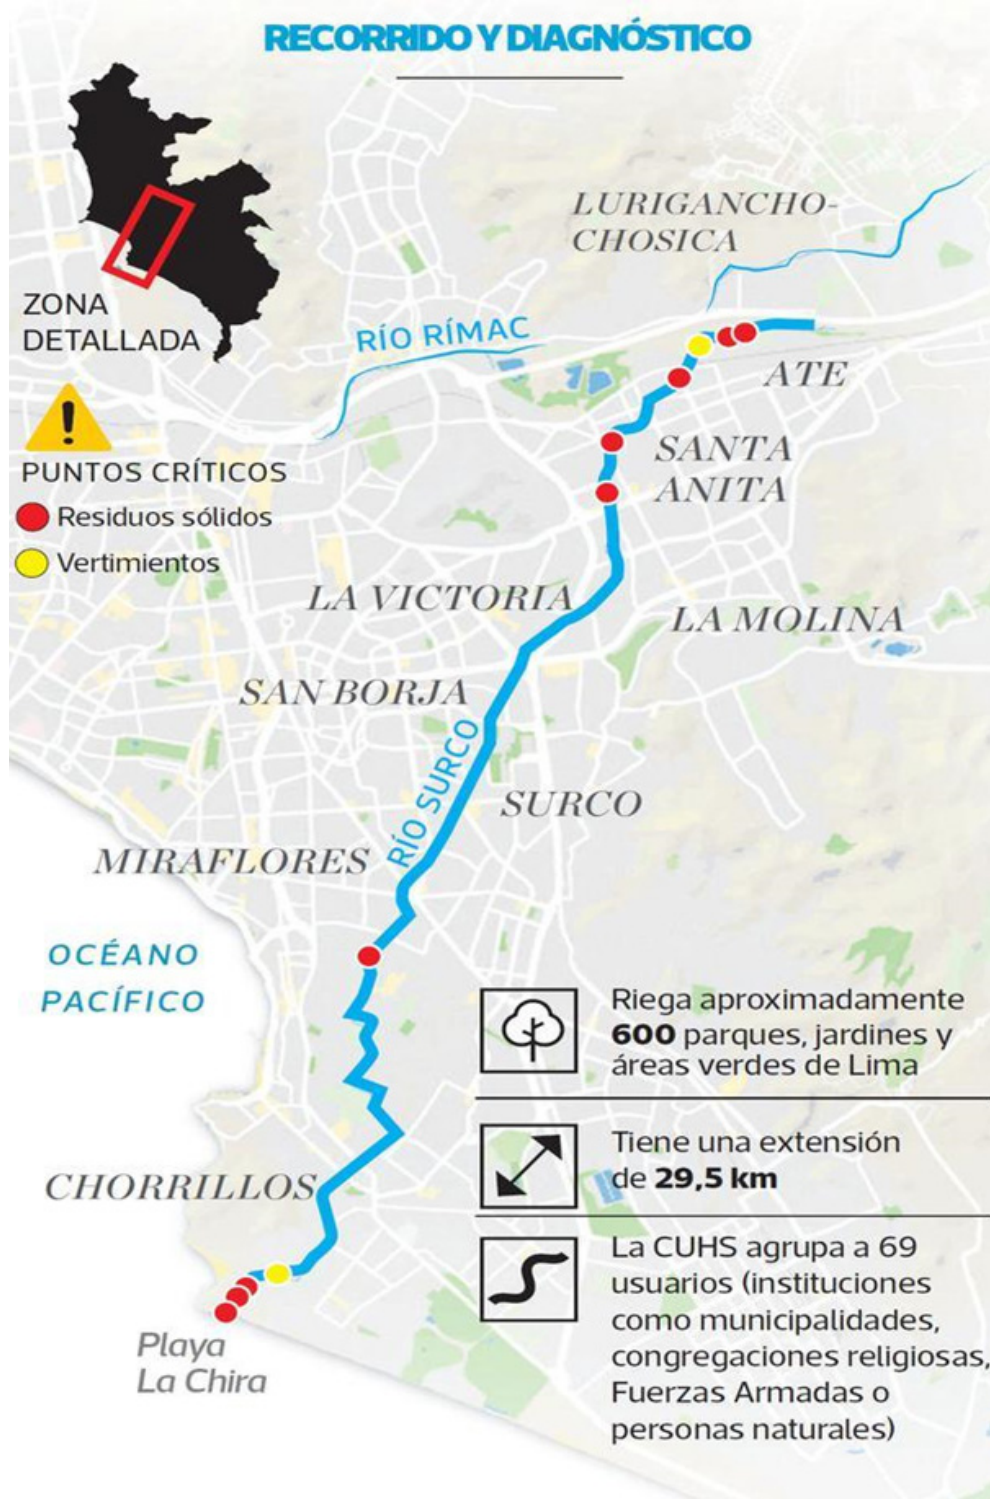 RECORRIDO Y DIAGNÓSTICO
ZONA
DETALLADA
PUNTOS CRÍTICOS
Residuos sólidos
Vertimientos
LURIGANCHO-
CHOSICA
RÍO RÍMAC
ATE
SANTA
ANITA
LA VICTORIA
LA MOLINA
SAN BORJA
RÍO SURCO
SURCO
MIRAFLORES
OCÉANO
PACÍFICO
CHORRILLOS
Playa
La Chira
Riega aproximadamente
600 parques, jardines y
áreas verdes de Lima
Tiene una extensión
de 29,5 km
La CUHS agrupa a 69
usuarios (instituciones
como municipalidades,
congregaciones religiosas,
Fuerzas Armadas o
personas naturales)